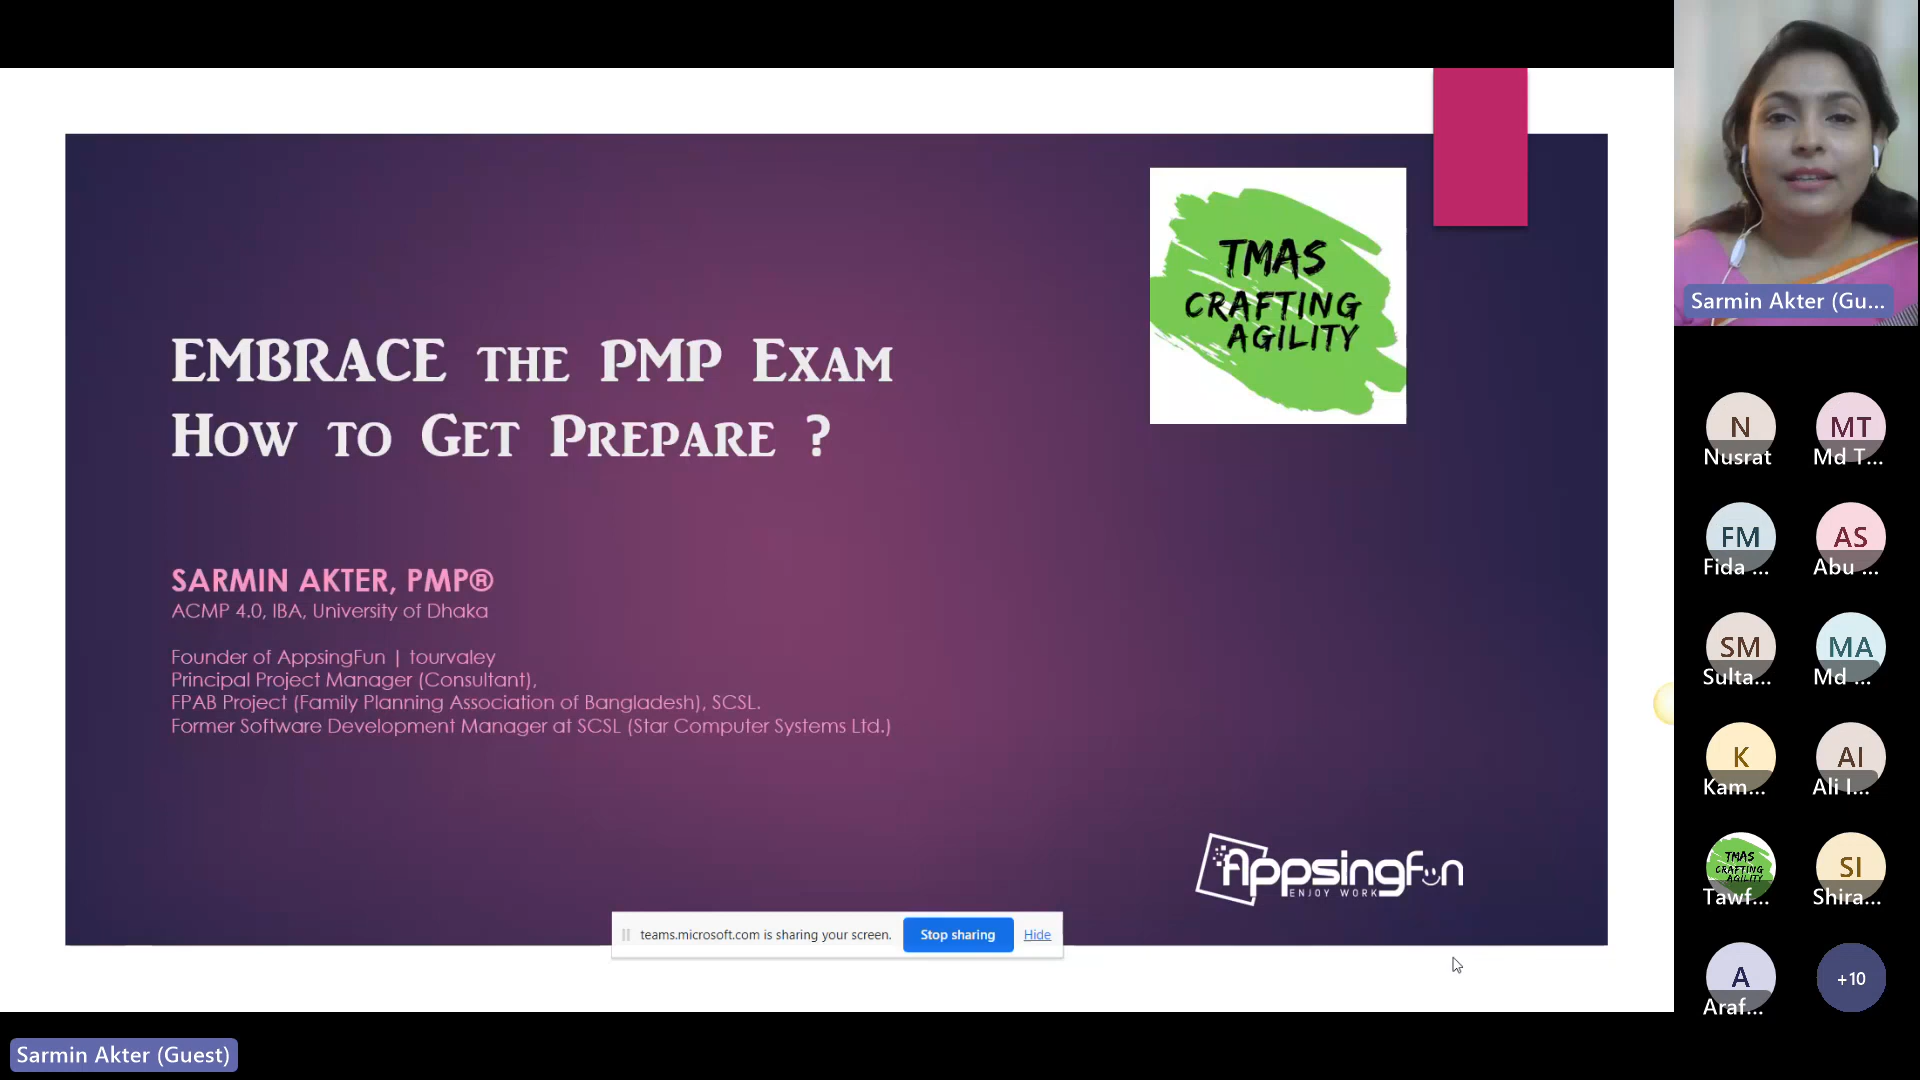 EMBRACE THE PMP EXAM
HOW TO GET PREPARE ?
TMAS
CRAFTING
AGILITY
SARMIN AKTER, PMP®
ACMP 4.0, IBA, University of Dhaka
Founder of AppsingFun | tourvaley
Principal Project Manager (Consultant),
FPAB Project (Family Planning Association of Bangladesh), SCSL.
Former Software Development Manager at SCSL (Star Computer Systems Ltd.)
AppsingFun
ENJOY WORK
teams.microsoft.com is sharing your screen.
Stop sharing
Hide
Sarmin Akter (Guest)
Sarmin Akter (Gu...
N
Nusrat
MT
Md T...
FM
Fida ...
AS
Abu ...
SM
Sulta...
MA
Md ...
K
Kam...
AI
Ali I...
TMAS
CRAFTING
AGILITY
Tawf...
SI
Shira...
A
Araf...
+10